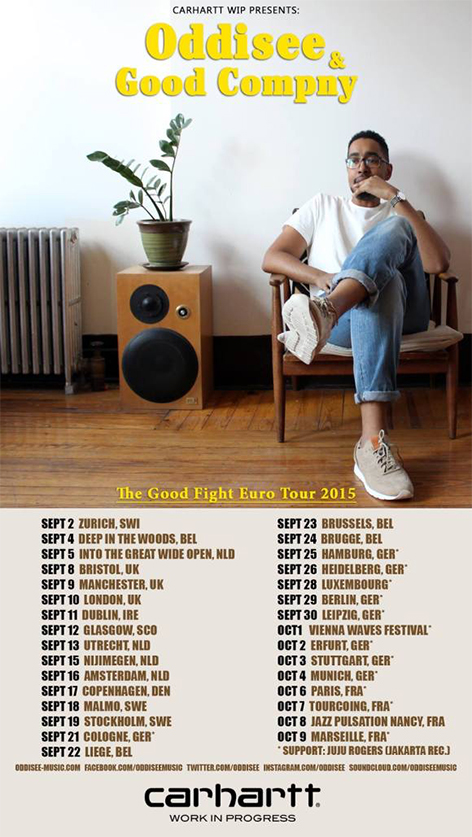 CARHARTT WIP PRESENTS:
Oddisee &
Good Compny
The Good Fight Euro Tour 2015
SEPT 2 ZURICH, SWI
SEPT 4 DEEP IN THE WOODS, BEL
SEPT 5 INTO THE GREAT WIDE OPEN, NLD
SEPT 8 BRISTOL, UK
SEPT 9 MANCHESTER, UK
SEPT 10 LONDON, UK
SEPT 11 DUBLIN, IRE
SEPT 12 GLASGOW, SCO
SEPT 13 UTRECHT, NLD
SEPT 15 NIJIMEGEN, NLD
SEPT 16 AMSTERDAM, NLD
SEPT 17 COPENHAGEN, DEN
SEPT 18 MALMO, SWE
SEPT 19 STOCKHOLM, SWE
SEPT 21 COLOGNE, GER*
SEPT 22 LIEGE, BEL
SEPT 23 BRUSSELS, BEL
SEPT 24 BRUGGE, BEL
SEPT 25 HAMBURG, GER*
SEPT 26 HEIDELBERG, GER*
SEPT 28 LUXEMBOURG*
SEPT 29 BERLIN, GER*
SEPT 30 LEIPZIG, GER*
OCT1 VIENNA WAVES FESTIVAL*
OCT 2 ERFURT, GER*
OCT 3 STUTTGART, GER*
OCT 4 MUNICH, GER*
OCT 6 PARIS, FRA*
OCT 7 TOURCOING, FRA*
OCT 8 JAZZ PULSATION NANCY, FRA
OCT 9 MARSEILLE, FRA*
* SUPPORT: JUJU ROGERS (JAKARTA REC.)
ODDISEE-MUSIC.COM FACEBOOK.COM/ODDISEEMUSIC TWITTER.COM/ODDISEE INSTAGRAM.COM/ODDISEE SOUNDCLOUD.COM/ODDISEEMUSIC
carhartt.
WORK IN PROGRESS